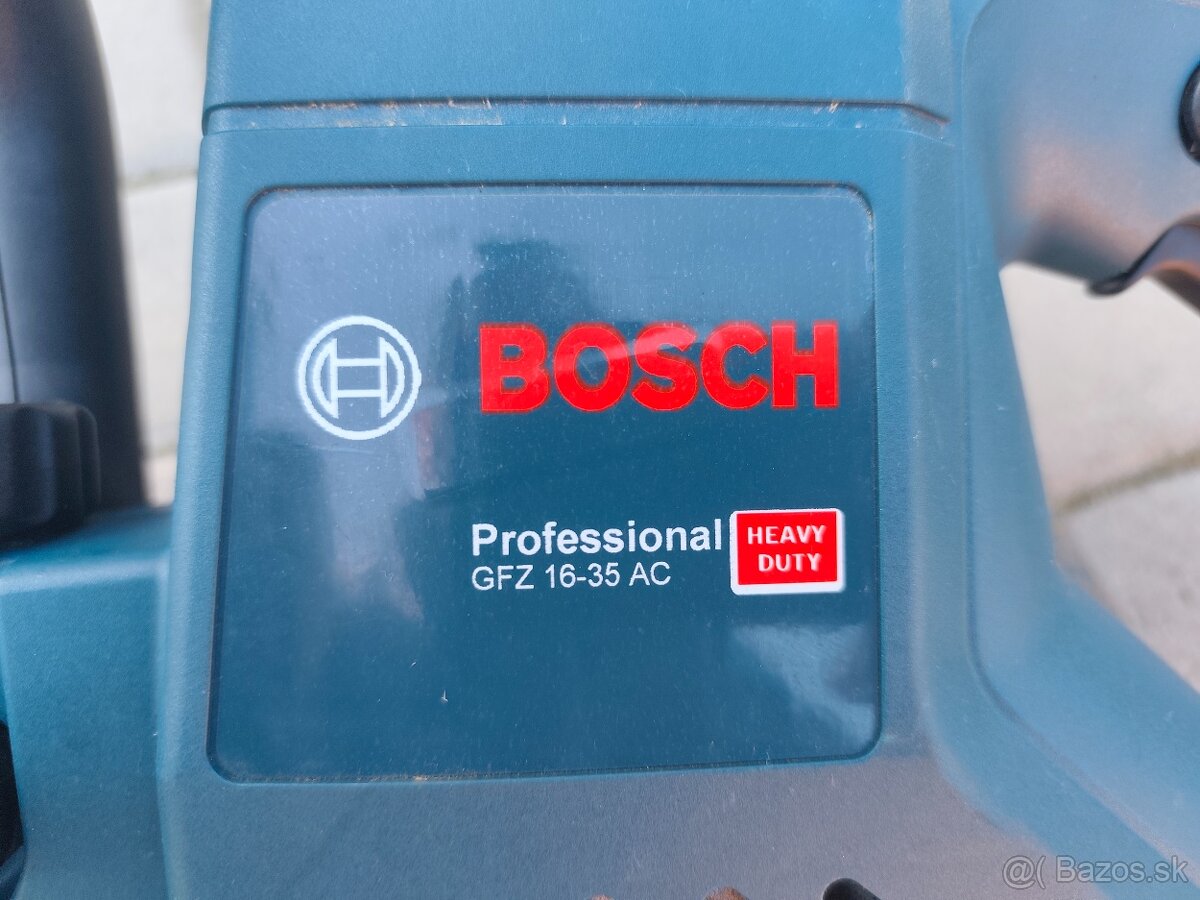 BOSCH
Professional
GFZ 16-35 AC
HEAVY
DUTY
@( Bazos.sk